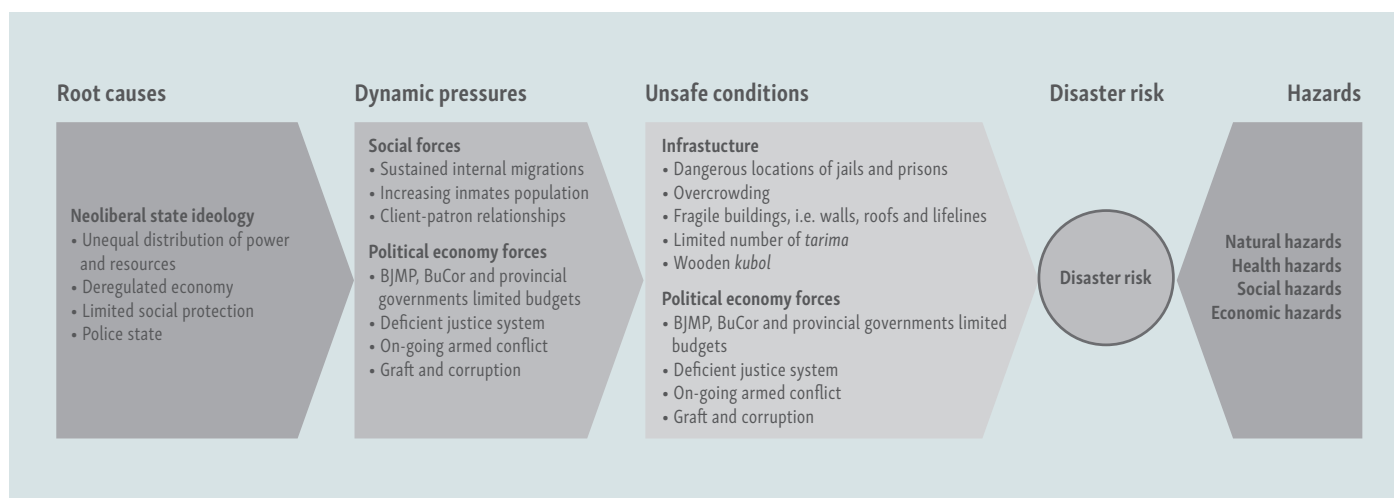 Root causes
Dynamic pressures
Unsafe conditions
Disaster risk
Hazards
Neoliberal state ideology
• Unequal distribution of power
and resources
• Deregulated economy
• Limited social protection
• Police state
Social forces
• Sustained internal migrations
• Increasing inmates population
• Client-patron relationships
Political economy forces
• BJMP, BuCor and provincial
governments limited budgets
• Deficient justice system
• On-going armed conflict
• Graft and corruption
Infrastucture
• Dangerous locations of jails and prisons
• Overcrowding
• Fragile buildings, i.e. walls, roofs and lifelines
• Limited number of tarima
• Wooden kubol
Political economy forces
• BJMP, BuCor and provincial governments limited
budgets
• Deficient justice system
• On-going armed conflict
• Graft and corruption
Disaster risk
Natural hazards
Health hazards
Social hazards
Economic hazards